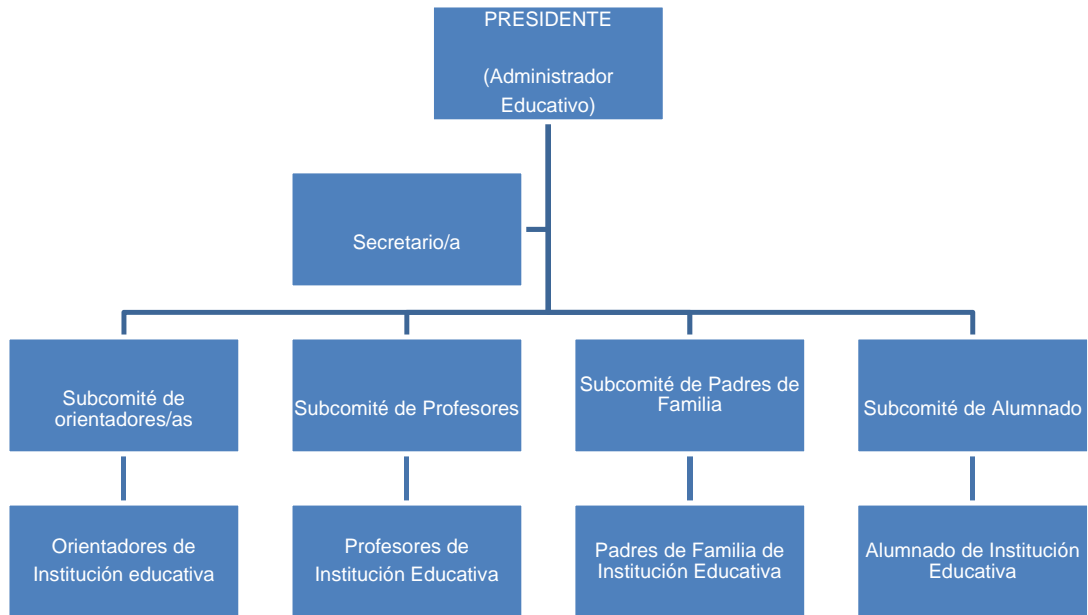 PRESIDENTE
(Administrador
Educativo)
Secretario/a
Subcomité de
orientadores/as
Subcomité de Profesores
Subcomité de Padres de
Familia
Subcomité de Alumnado
Orientadores de
Institución educativa
Profesores de
Institución Educativa
Padres de Familia de
Institución Educativa
Alumnado de Institución
Educativa